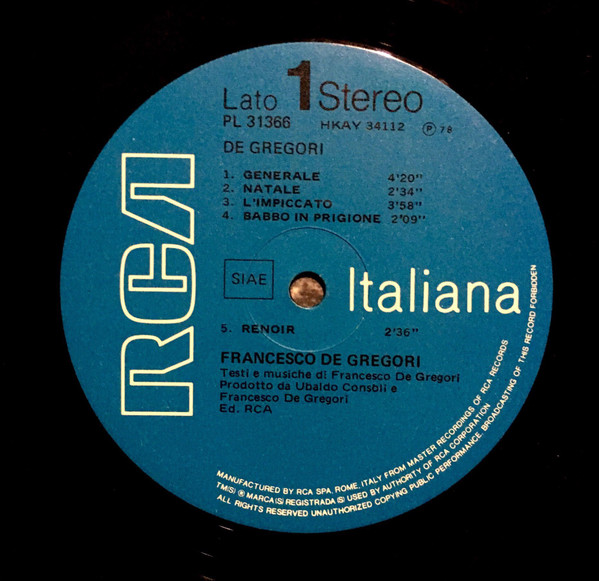 Lato 1 Stereo
PL 31366 HKAY 34112 Ⓟ 78
DE GREGORI
1. GENERALE 4'20"
2. NATALE 2'34"
3. L'IMPICCATO 3'58"
4. BABBO IN PRIGIONE 2'09"
RCA
SIAE
Italiana
5. RENOIR 2'36"
FRANCESCO DE GREGORI
Testi e musiche di Francesco De Gregori
Prodotto da Ubaldo Consoli e
Francesco De Gregori
Ed. RCA
MANUFACTURED BY RCA SPA, ROME, ITALY FROM MASTER RECORDINGS OF RCA RECORDS
TM(S) ® MARCA(S) REGISTRADA(S) USED BY AUTHORITY OF RCA CORPORATION
ALL RIGHTS RESERVED UNAUTHORIZED COPYING PUBLIC PERFORMANCE, BROADCASTING OF THIS RECORD FORBIDDEN